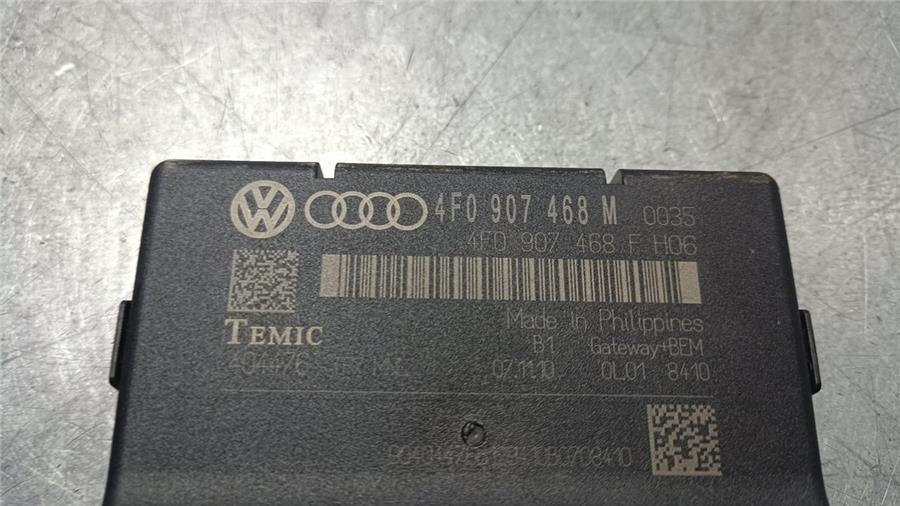 4F0 907 468 M 0035
4F0 907 468 F H06
TEMIC
Made In Philippines
B1 Gateway+BEM
07.11.10 0L01 8410